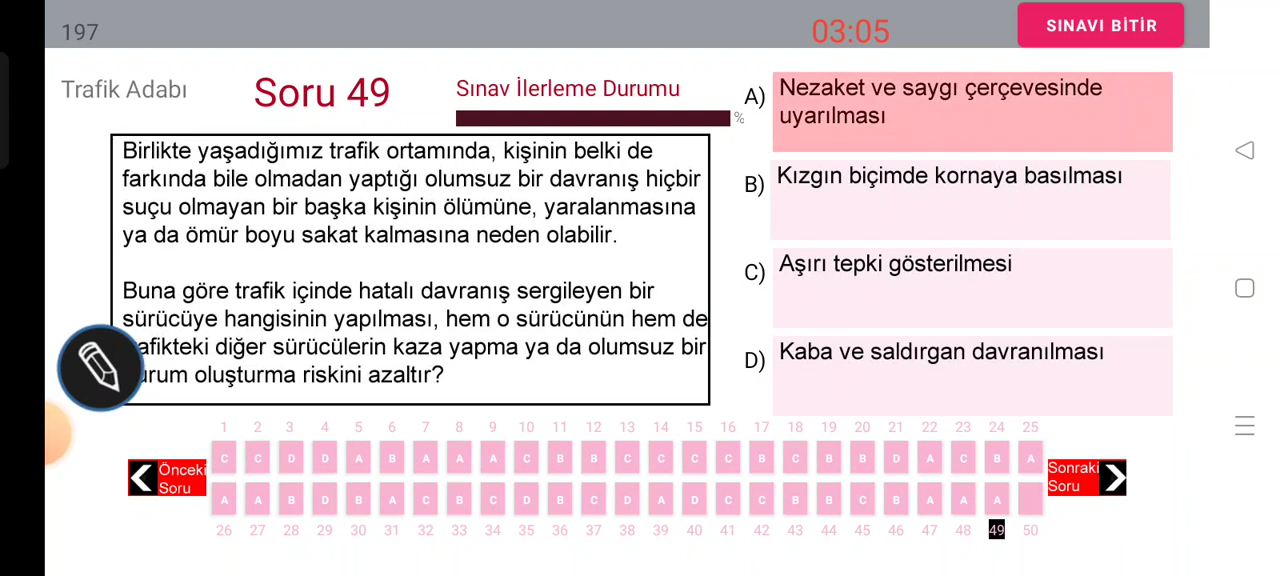 197
03:05
SINAVI BİTİR
Trafik Adabı
Soru 49
Sınav İlerleme Durumu
%
Birlikte yaşadığımız trafik ortamında, kişinin belki de
farkında bile olmadan yaptığı olumsuz bir davranış hiçbir
suçu olmayan bir başka kişinin ölümüne, yaralanmasına
ya da ömür boyu sakat kalmasına neden olabilir.
Buna göre trafik içinde hatalı davranış sergileyen bir
sürücüye hangisinin yapılması, hem o sürücünün hem de
afikteki diğer sürücülerin kaza yapma ya da olumsuz bir
urum oluşturma riskini azaltır?
A) Nezaket ve saygı çerçevesinde
uyarılması
B) Kızgın biçimde kornaya basılması
C) Aşırı tepki gösterilmesi
D) Kaba ve saldırgan davranılması
1 2 3 4 5 6 7 8 9 10 11 12 13 14 15 16 17 18 19 20 21 22 23 24 25
C C D D A B A A A C B B C C C C B C B B D A C B A
Önceki
Soru
Sonraki
Soru
A A B D B A C B C D B C D A D C C B B C B A A A
26 27 28 29 30 31 32 33 34 35 36 37 38 39 40 41 42 43 44 45 46 47 48 49 50